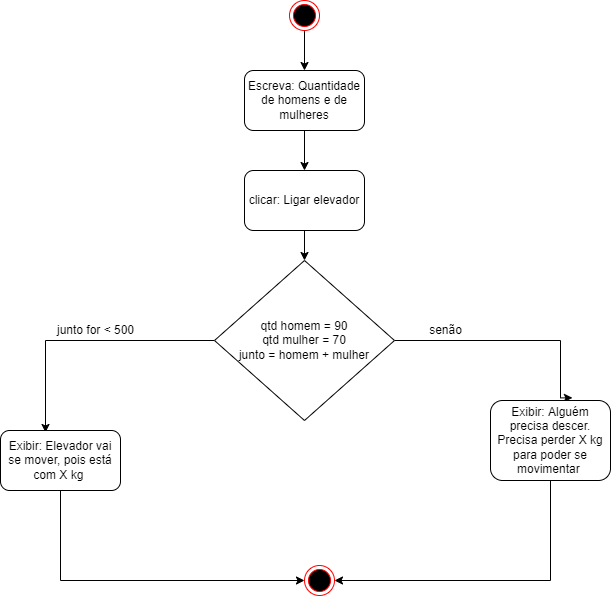 Escreva: Quantidade
de homens e de
mulheres
clicar: Ligar elevador
qtd homem = 90
qtd mulher = 70
junto = homem + mulher
junto for < 500
senão
Exibir: Elevador vai
se mover, pois está
com X kg
Exibir: Alguém
precisa descer.
Precisa perder X kg
para poder se
movimentar